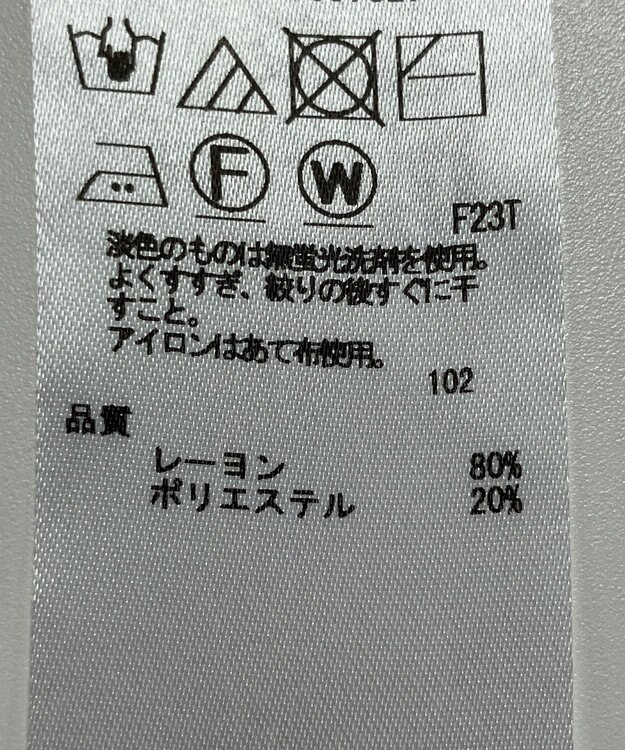 F
W
F23T
淡色のものは無蛍光洗剤を使用。
よくすすぎ、絞りの後すぐに干
すこと。
アイロンはあて布使用。
102
品質
レーヨン 80%
ポリエステル 20%